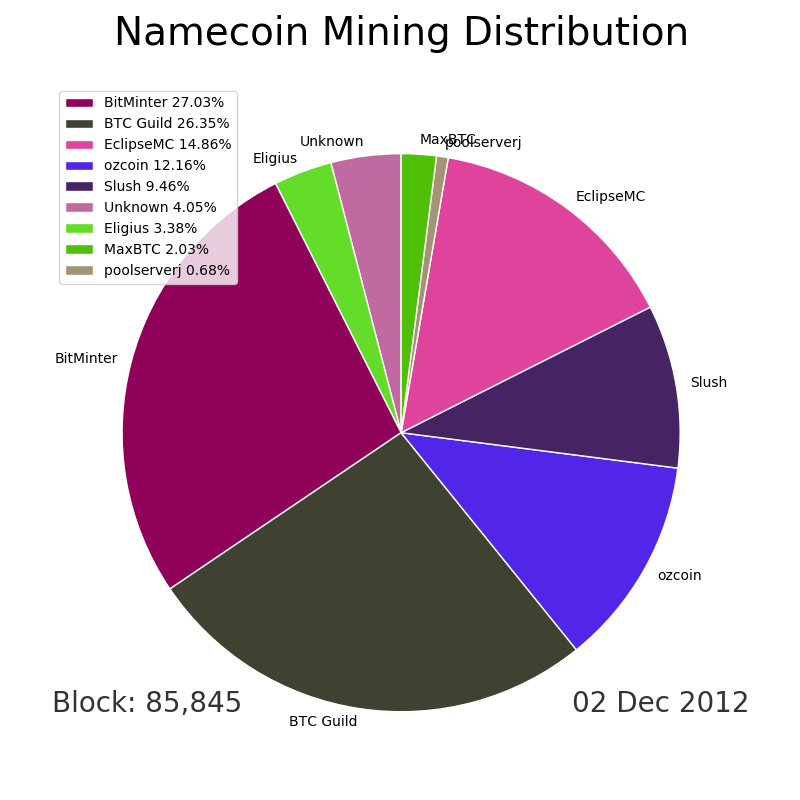 Namecoin Mining Distribution
BitMinter 27.03%
BTC Guild 26.35%
EclipseMC 14.86%
ozcoin 12.16%
Slush 9.46%
Unknown 4.05%
Eligius 3.38%
MaxBTC 2.03%
poolserverj 0.68%
MaxBTC
poolserverj
Unknown
Eligius
EclipseMC
BitMinter
Slush
ozcoin
BTC Guild
Block: 85,845
02 Dec 2012